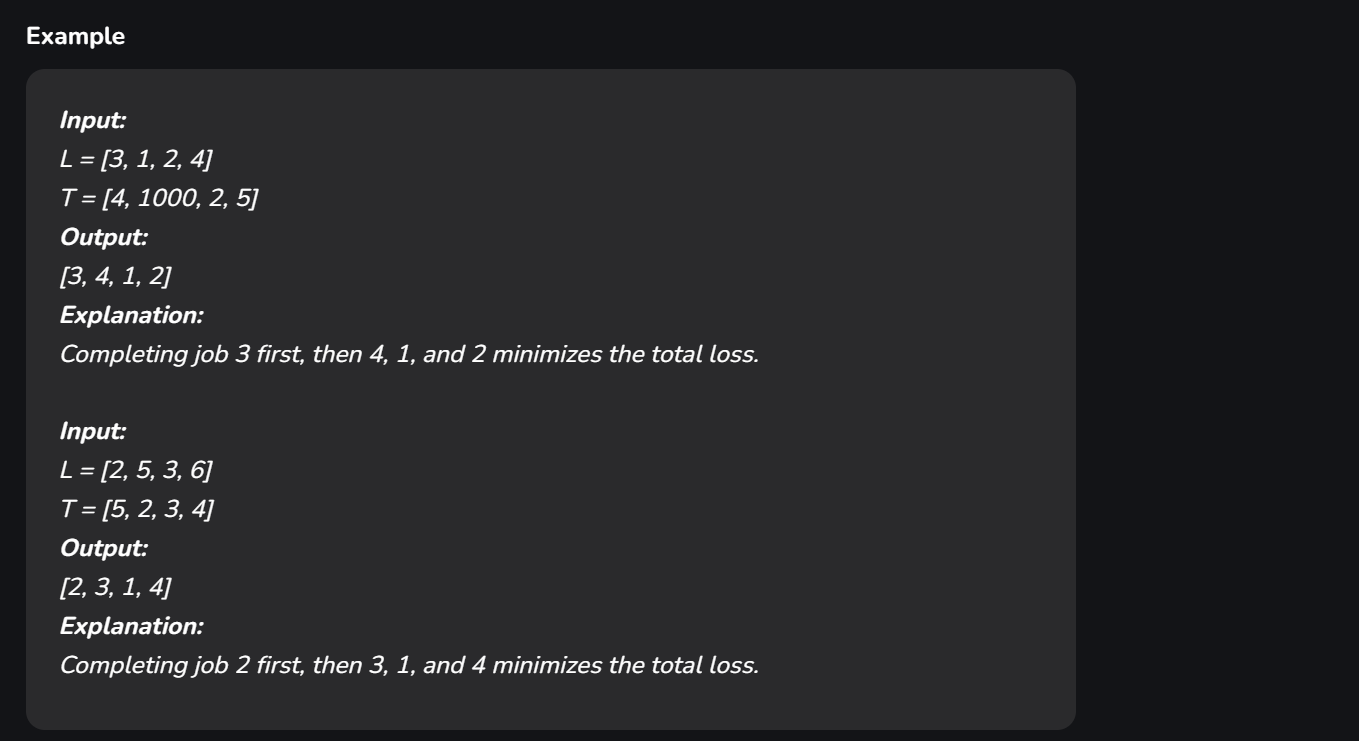 Example
Input:
L = [3, 1, 2, 4]
T = [4, 1000, 2, 5]
Output:
[3, 4, 1, 2]
Explanation:
Completing job 3 first, then 4, 1, and 2 minimizes the total loss.
Input:
L = [2, 5, 3, 6]
T = [5, 2, 3, 4]
Output:
[2, 3, 1, 4]
Explanation:
Completing job 2 first, then 3, 1, and 4 minimizes the total loss.